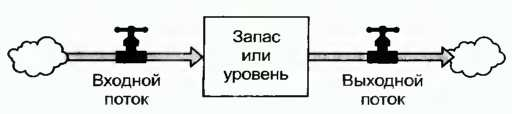 Запас
или
уровень
Входной
поток
Выходной
поток